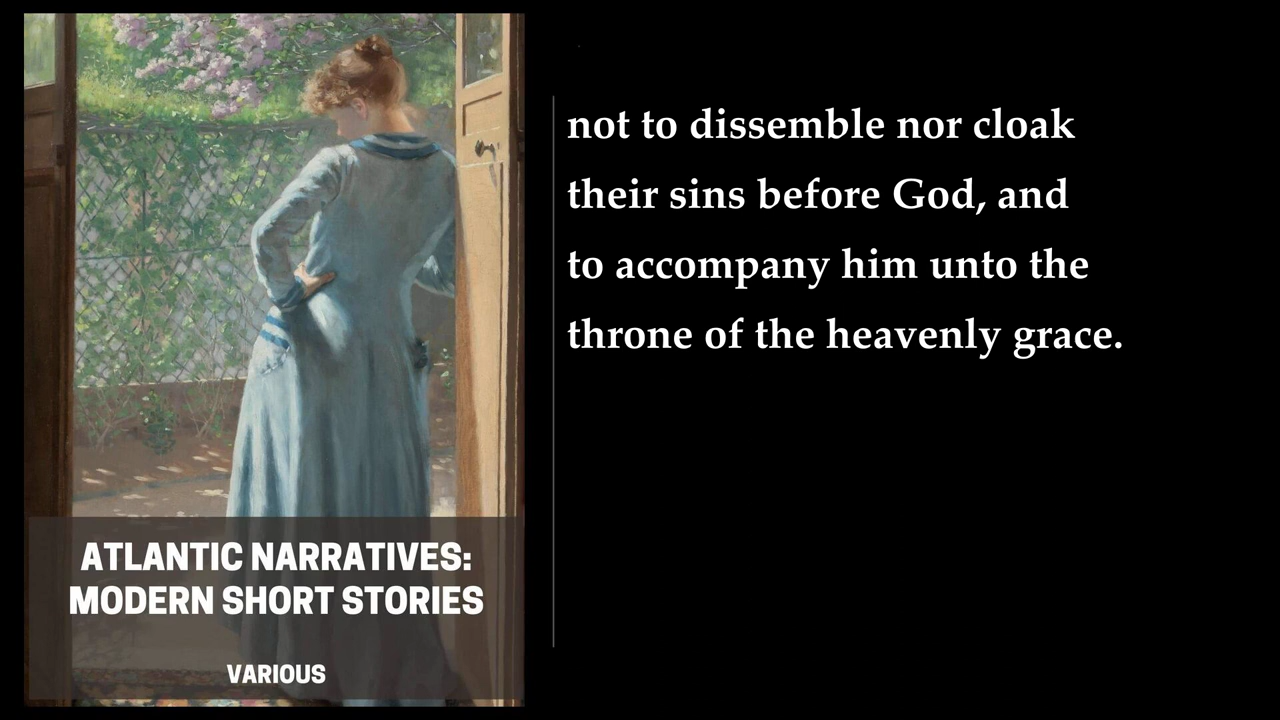 not to dissemble nor cloak
their sins before God, and
to accompany him unto the
throne of the heavenly grace.
ATLANTIC NARRATIVES:
MODERN SHORT STORIES
VARIOUS